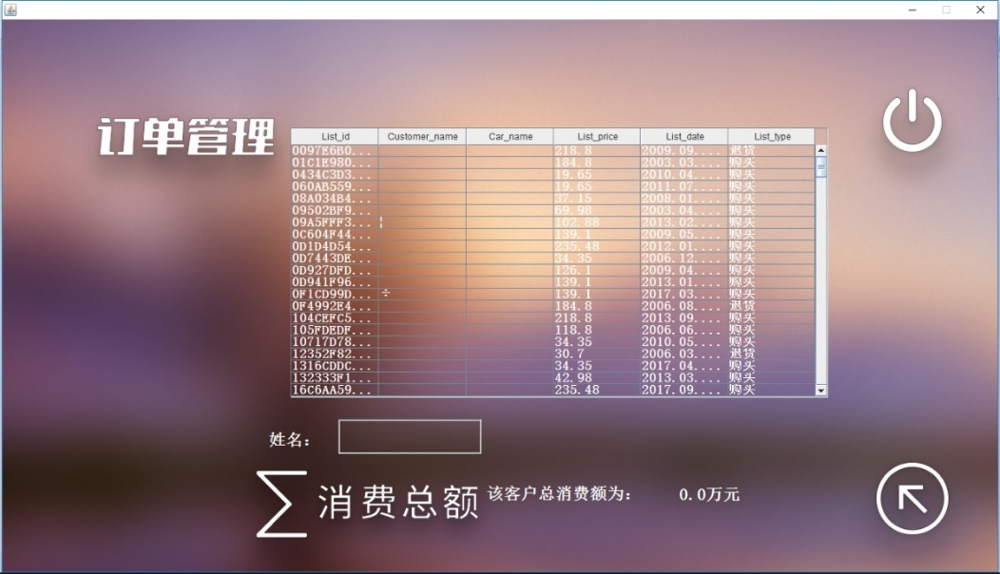 订单管理
List_id Customer_name Car_name List_price List_date List_type
0097E6B0... 218.8 2009.09.... 退货
01C1E980... 184.8 2003.03.... 购买
0434C3D3... 19.65 2010.04.... 购买
060AB559... 19.65 2011.07.... 购买
08A034B4... 37.15 2008.01.... 购买
09502BF9... 69.98 2003.04.... 购买
09A5FFF3... ¦ 102.88 2013.02.... 购买
0C604F44... 139.1 2009.05.... 购买
0D1D4D54... 235.48 2012.01.... 购买
0D7443DE... 34.35 2006.12.... 购买
0D927DFD... 126.1 2009.04.... 购买
0D941F96... 139.1 2013.01.... 购买
0F1CD99D... ÷ 139.1 2017.03.... 购买
0F4992E4... 184.8 2006.08.... 退货
104CEFC5... 218.8 2013.09.... 购买
105FDEDF... 118.8 2006.06.... 购买
10717D78... 34.35 2010.05.... 购买
12352F82... 30.7 2006.03.... 退货
1316CDDC... 34.35 2017.04.... 购买
132333F1... 42.98 2013.03.... 购买
16C6AA59... 235.48 2017.09.... 购买
姓名：
∑ 消费总额 该客户总消费额为： 0.0万元